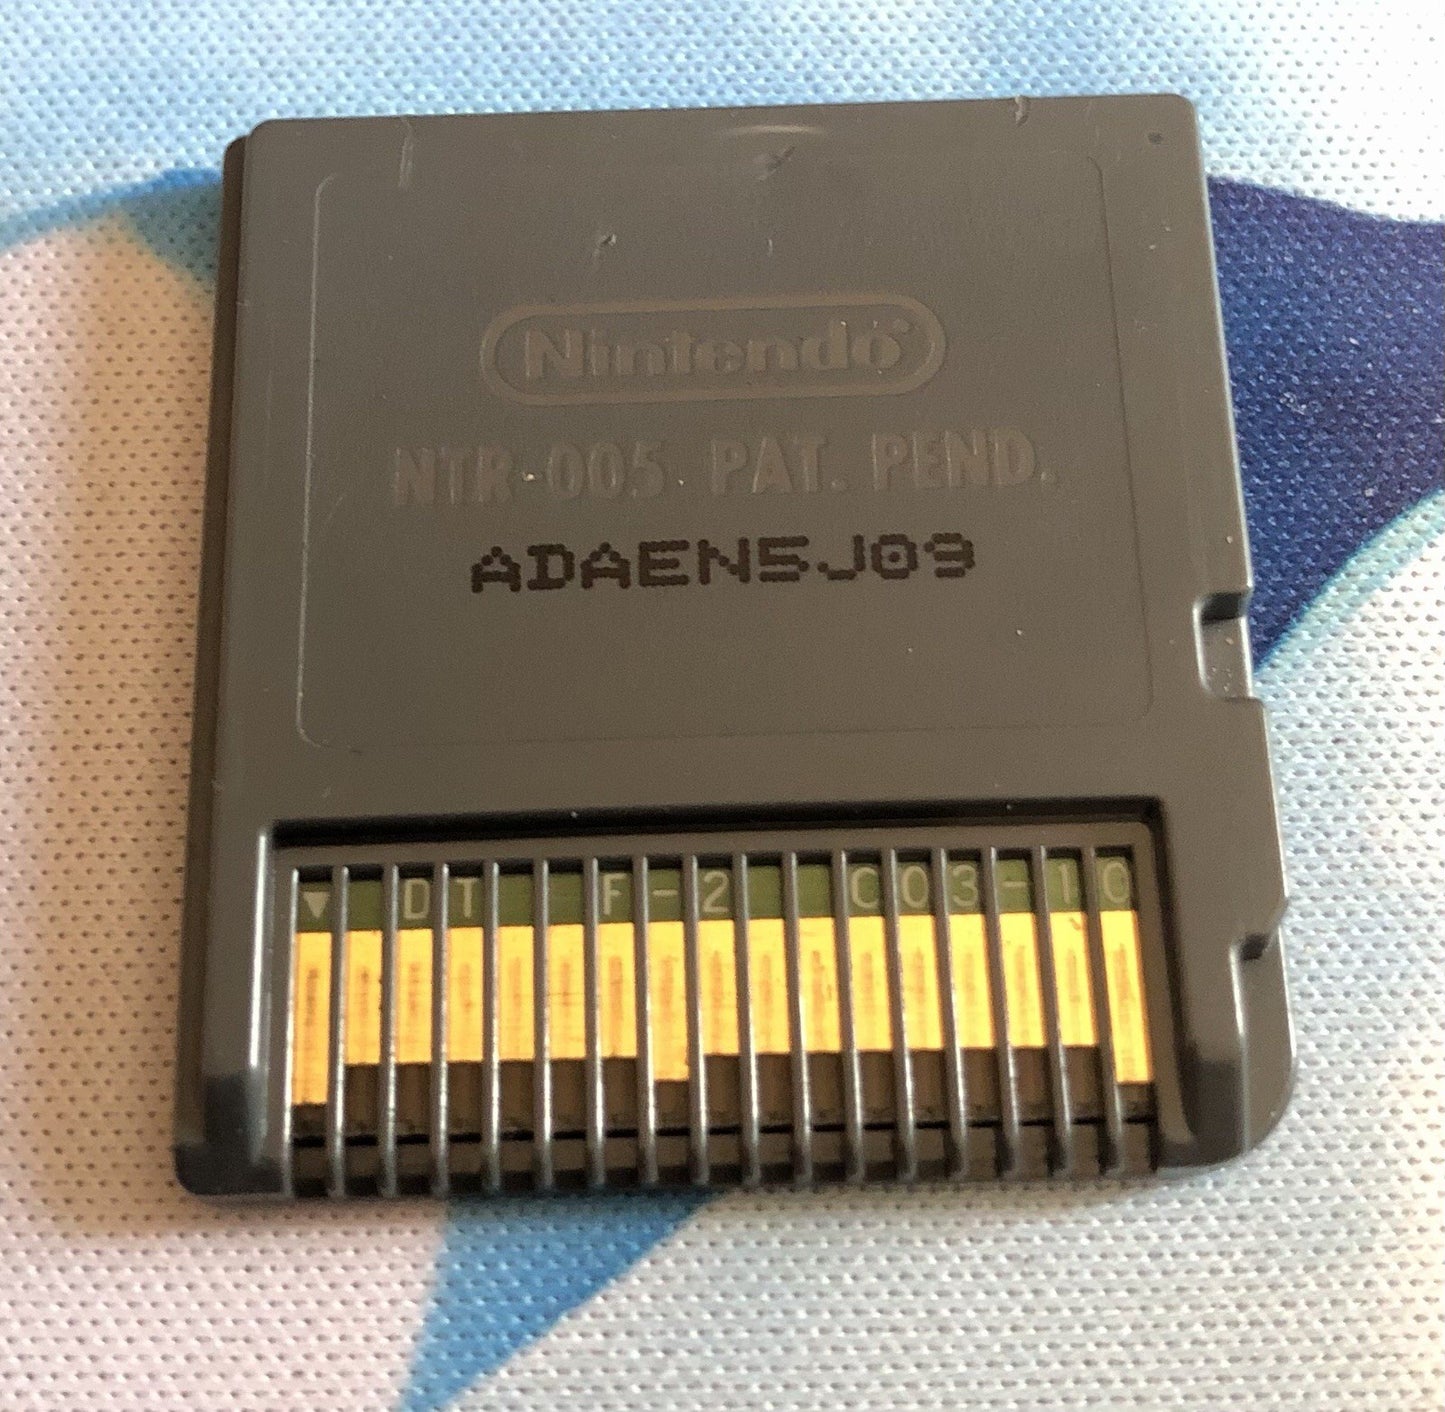 Nintendo®
NTR-005 PAT. PEND.
ADAEN5J09
▼ DT F-2 C03-10